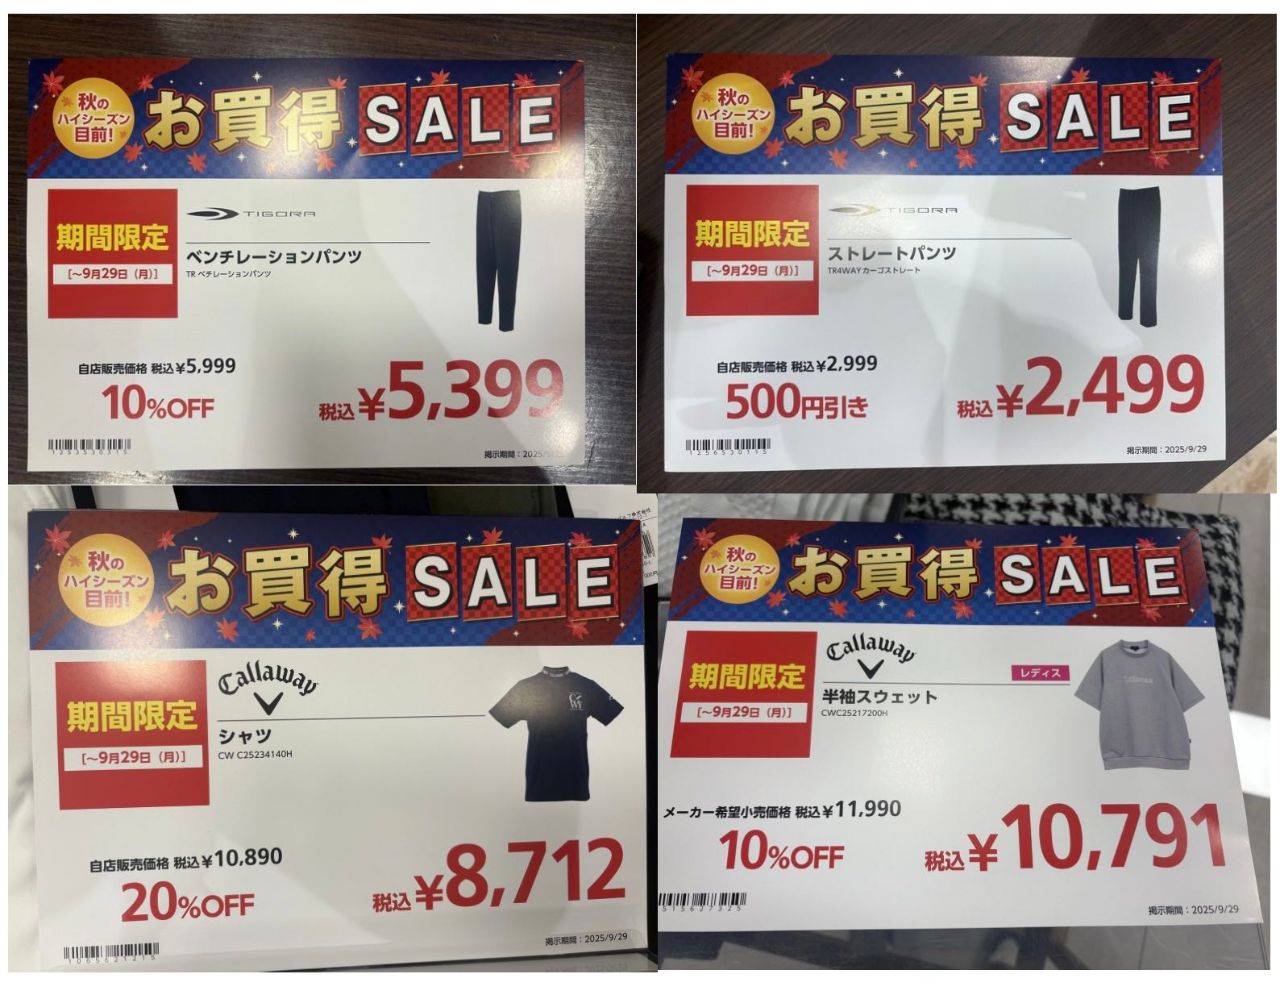 秋の
ハイシーズン
目前!
お買得SALE
期間限定
[~9月29日(月)]
TIGORA
ベンチレーションパンツ
TR ベチレーションパンツ
自店販売価格 税込¥5,999
10%OFF
税込¥5,399
1253530315
秋の
ハイシーズン
目前!
お買得SALE
期間限定
[~9月29日(月)]
TIGORA
ストレートパンツ
TR4WAYカーゴストレート
自店販売価格 税込¥2,999
500円引き
税込¥2,499
1256530115
掲示期間:2025/9/29
秋の
ハイシーズン
目前!
お買得SALE
期間限定
[~9月29日(月)]
Callaway
シャツ
CW C25234140H
自店販売価格 税込¥10,890
20%OFF
税込¥8,712
1065621215
掲示期間:2025/9/29
秋の
ハイシーズン
目前!
お買得SALE
期間限定
[~9月29日(月)]
Callaway
レディス
半袖スウェット
CWC25217200H
メーカー希望小売価格 税込¥11,990
10%OFF
税込¥10,791
掲示期間:2025/9/29